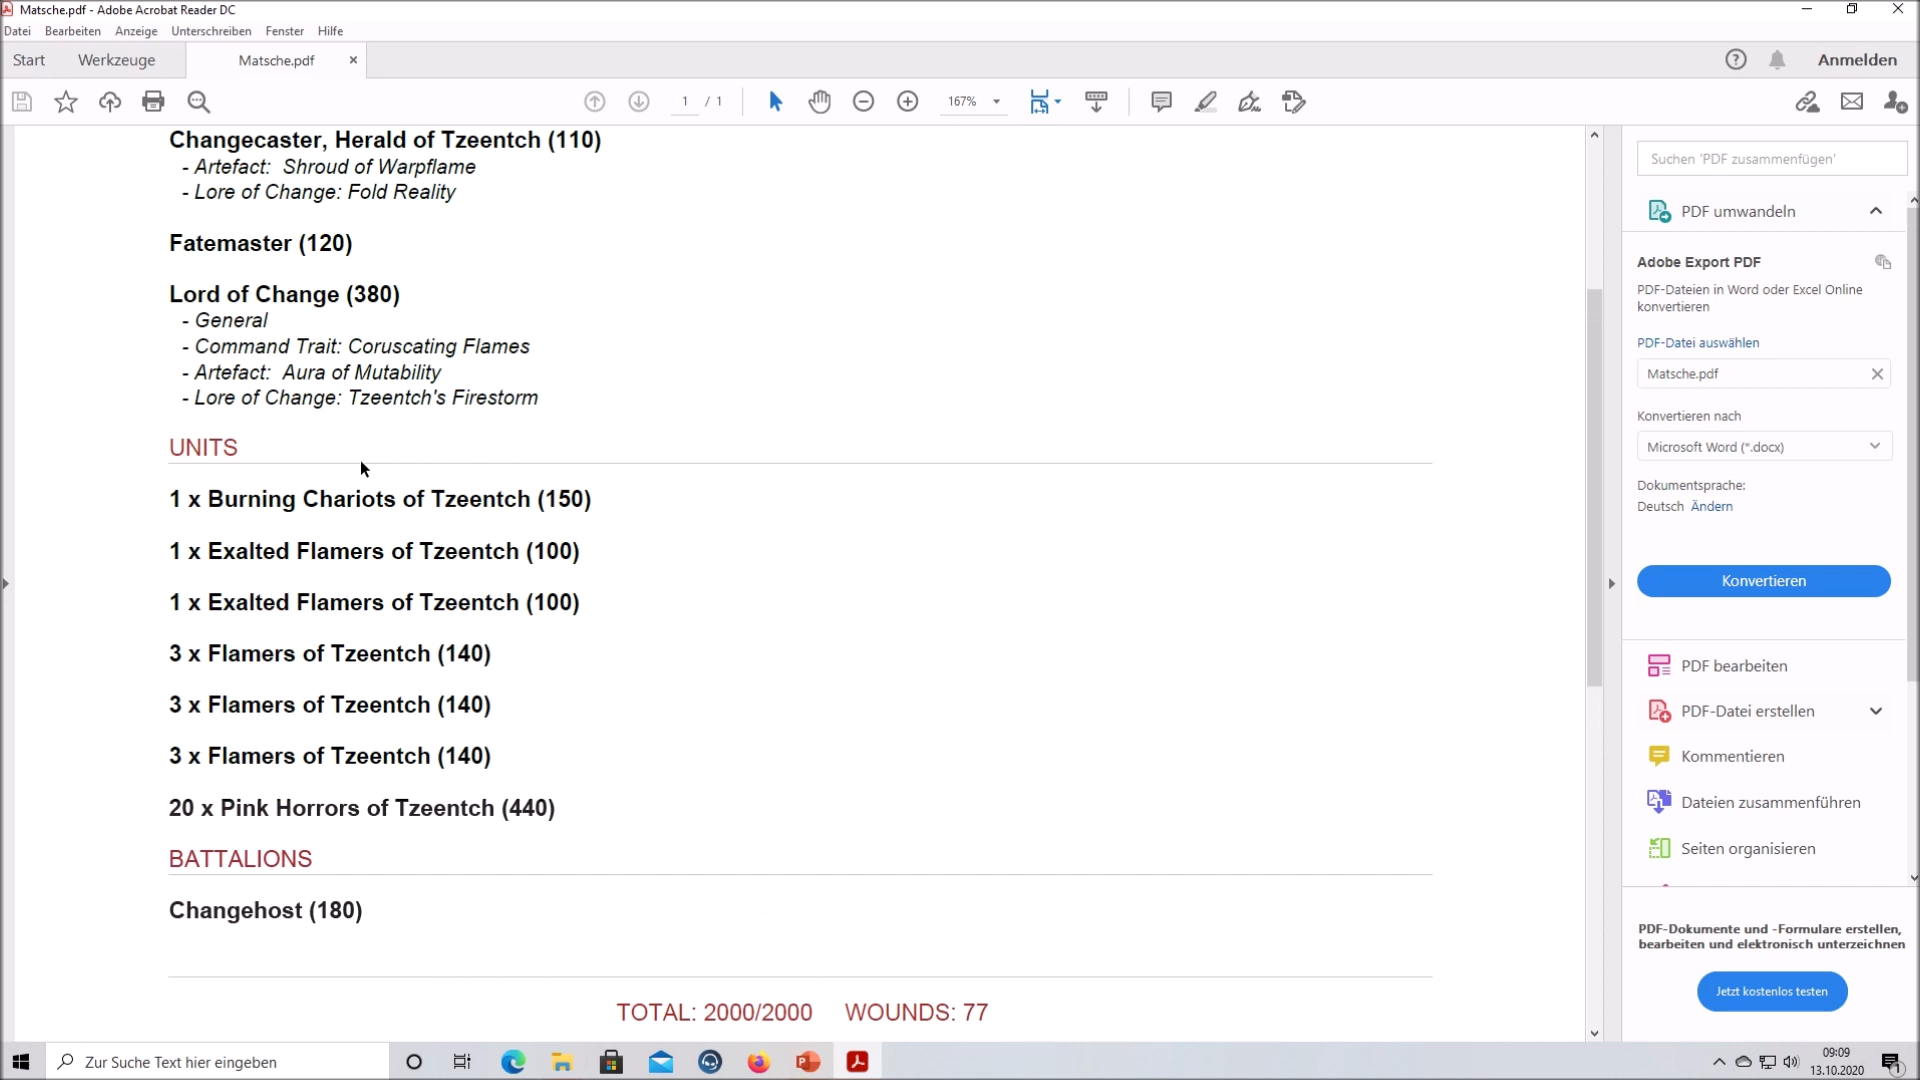 Matsche.pdf - Adobe Acrobat Reader DC
Datei Bearbeiten Anzeige Unterschreiben Fenster Hilfe
Start Werkzeuge Matsche.pdf Anmelden
1 / 1 167%
Changecaster, Herald of Tzeentch (110)
- Artefact: Shroud of Warpflame
- Lore of Change: Fold Reality
Fatemaster (120)
Lord of Change (380)
- General
- Command Trait: Coruscating Flames
- Artefact: Aura of Mutability
- Lore of Change: Tzeentch's Firestorm
UNITS
1 x Burning Chariots of Tzeentch (150)
1 x Exalted Flamers of Tzeentch (100)
1 x Exalted Flamers of Tzeentch (100)
3 x Flamers of Tzeentch (140)
3 x Flamers of Tzeentch (140)
3 x Flamers of Tzeentch (140)
20 x Pink Horrors of Tzeentch (440)
BATTALIONS
Changehost (180)
TOTAL: 2000/2000 WOUNDS: 77
Suchen 'PDF zusammenfügen'
PDF umwandeln
Adobe Export PDF
PDF-Dateien in Word oder Excel Online
konvertieren
PDF-Datei auswählen
Matsche.pdf
Konvertieren nach
Microsoft Word (*.docx)
Dokumentsprache:
Deutsch Ändern
Konvertieren
PDF bearbeiten
PDF-Datei erstellen
Kommentieren
Dateien zusammenführen
Seiten organisieren
PDF-Dokumente und -Formulare erstellen,
bearbeiten und elektronisch unterzeichnen
Jetzt kostenlos testen
Zur Suche Text hier eingeben
09:09
13.10.2020
1